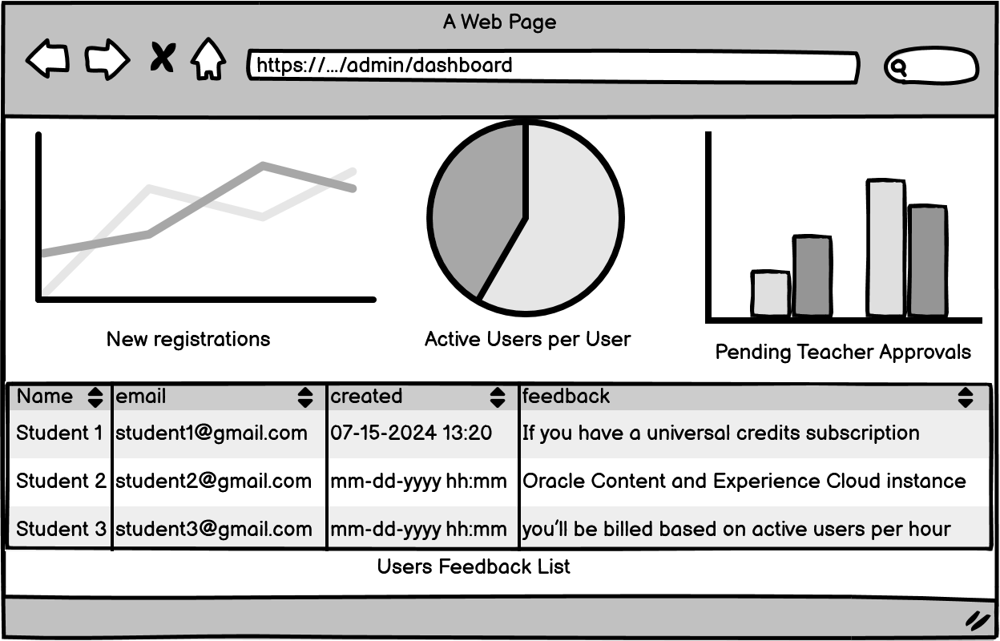 A Web Page
https://.../admin/dashboard
New registrations
Active Users per User
Pending Teacher Approvals
Name email created feedback
Student 1 student1@gmail.com 07-15-2024 13:20 If you have a universal credits subscription
Student 2 student2@gmail.com mm-dd-yyyy hh:mm Oracle Content and Experience Cloud instance
Student 3 student3@gmail.com mm-dd-yyyy hh:mm you'll be billed based on active users per hour
Users Feedback List